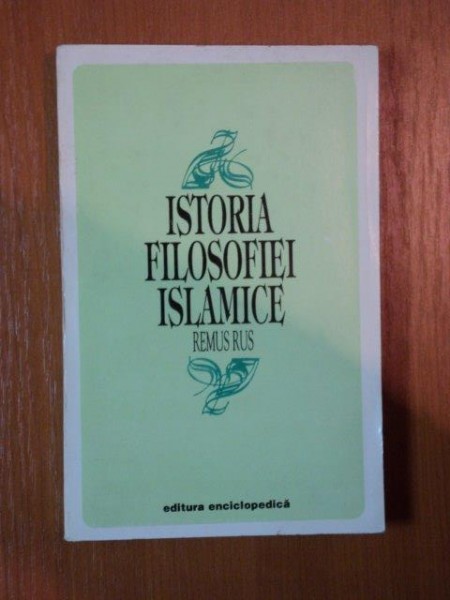 ISTORIA
FILOSOFIEI
ISLAMICE
REMUS RUS
editura enciclopedică